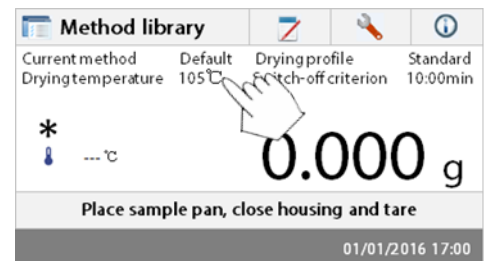 Method library
Current method Default Drying profile Standard
Drying temperature 105°C Switch-off criterion 10:00min
*
--- °C
0.000 g
Place sample pan, close housing and tare
01/01/2016 17:00